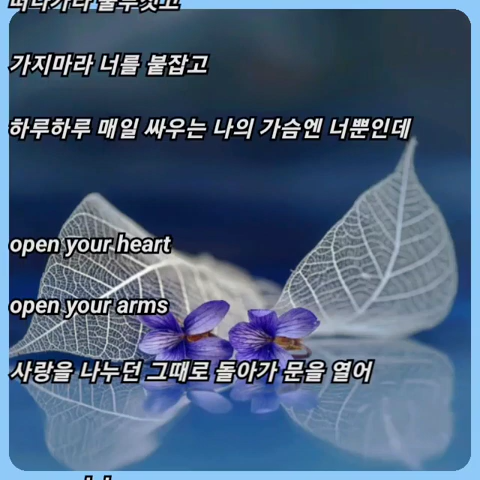 가지마라 너를 붙잡고
하루하루 매일 싸우는 나의 가슴엔 너뿐인데
open your heart
open your arms
사랑을 나누던 그때로 돌아가 문을 열어